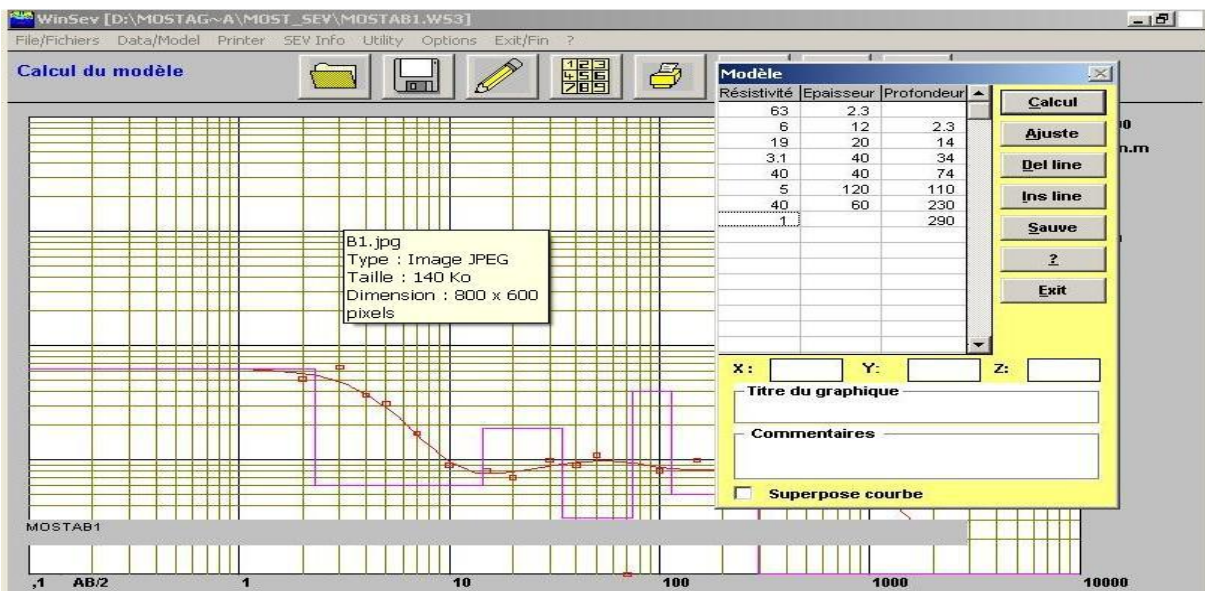 WinSev [D:\MOSTAG~A\MOST_SEV\MOSTAB1.WS3]
File/Fichiers Data/Model Printer SEV Info Utility Options Exit/Fin ?
Calcul du modèle
123
456
789
Modèle
Résistivité Epaisseur Profondeur
63 2.3
6 12 2.3
19 20 14
3.1 40 34
40 40 74
5 120 110
40 60 230
1 290
Calcul
Ajuste
Del line
Ins line
Sauve
?
Exit
X: Y: Z:
Titre du graphique
Commentaires
Superpose courbe
n.m
B1.jpg
Type : Image JPEG
Taille : 140 Ko
Dimension : 800 x 600
pixels
MOSTAB1
,1 AB/2 1 10 100 1000 10000